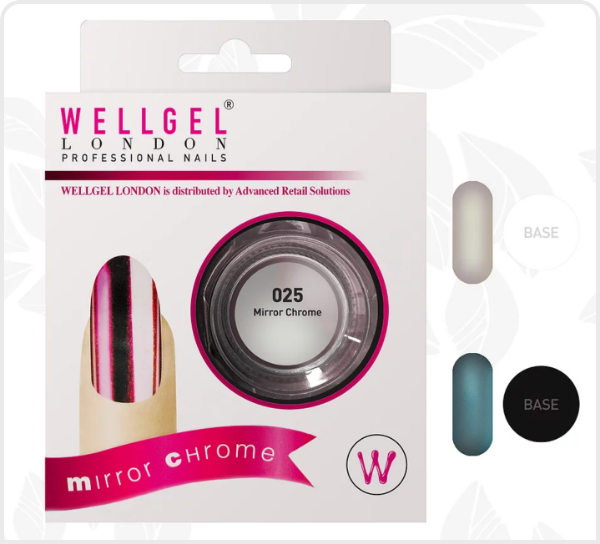 WELLGEL®
LONDON
PROFESSIONAL NAILS
WELLGEL LONDON is distributed by Advanced Retail Solutions
025
Mirror Chrome
mirror cHrome
W
BASE
BASE